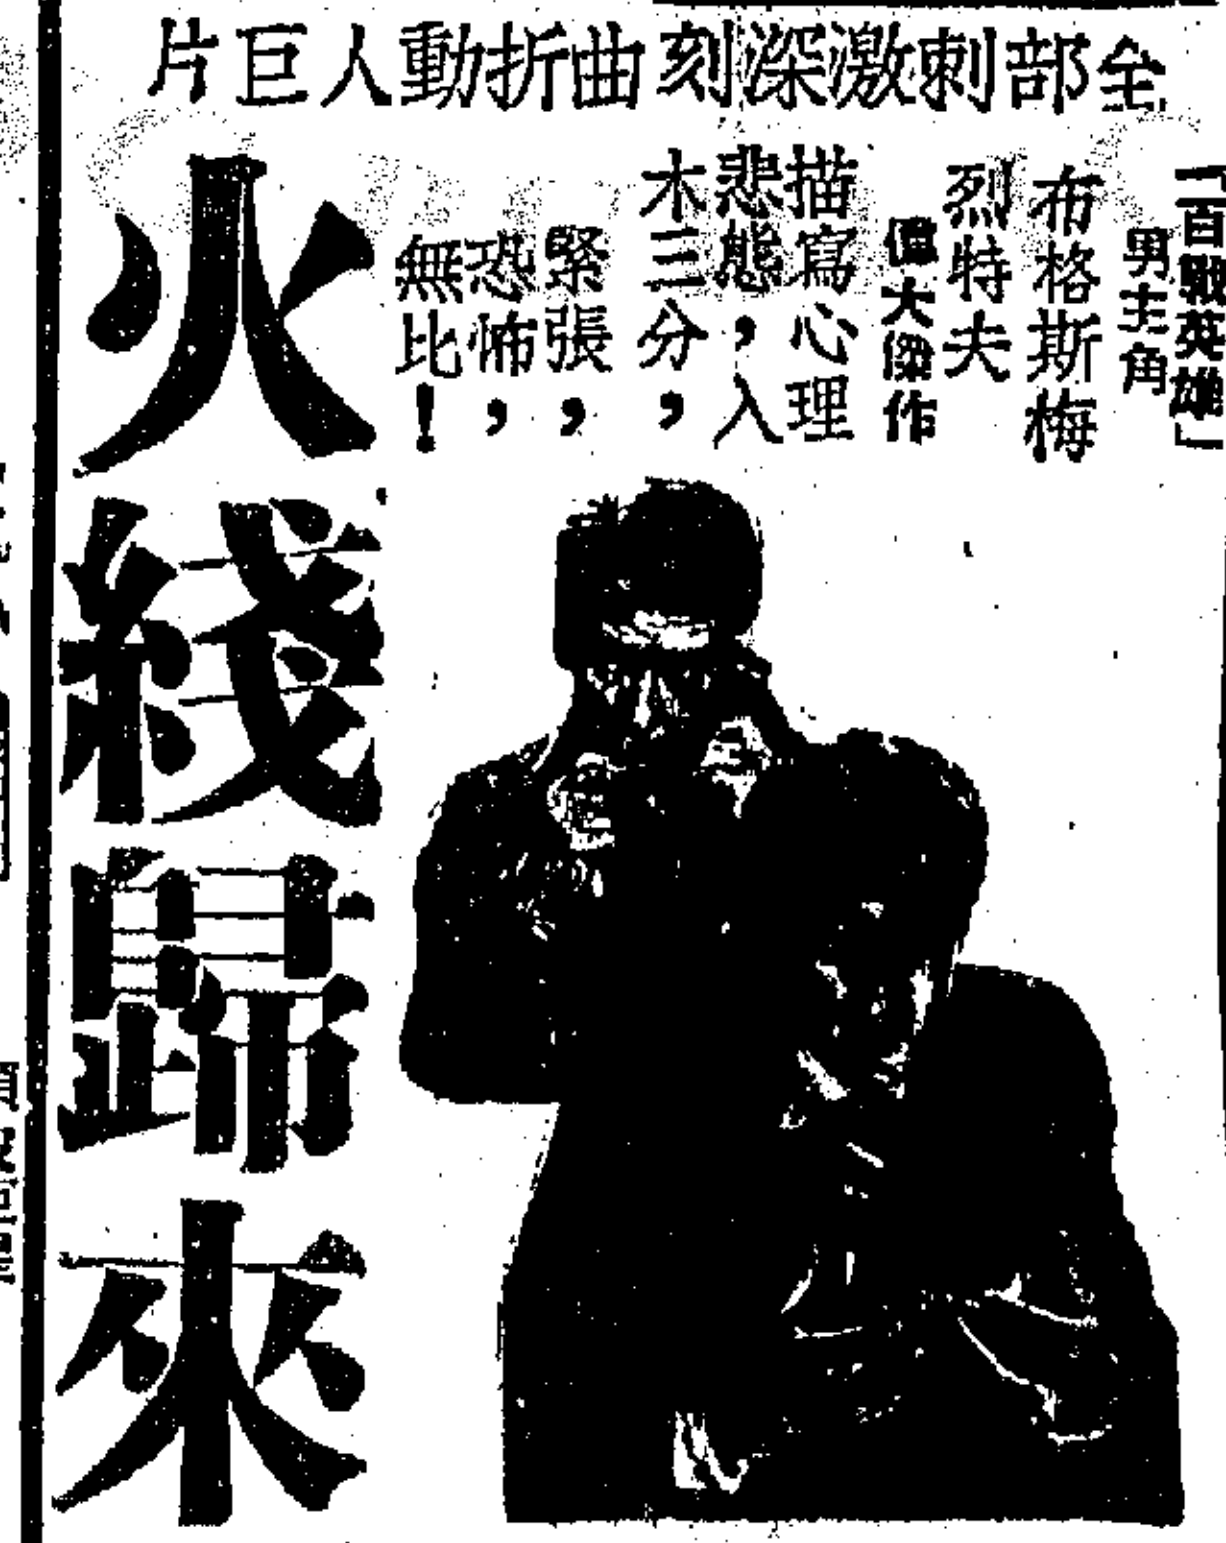 全部刺激深刻曲折動人巨片
「百戰英雄」
男主角
布格斯梅
烈特夫
偉大傑作
描寫心理
悲態，入
木三分，
緊張，
恐怖，
無比！
火綫歸來